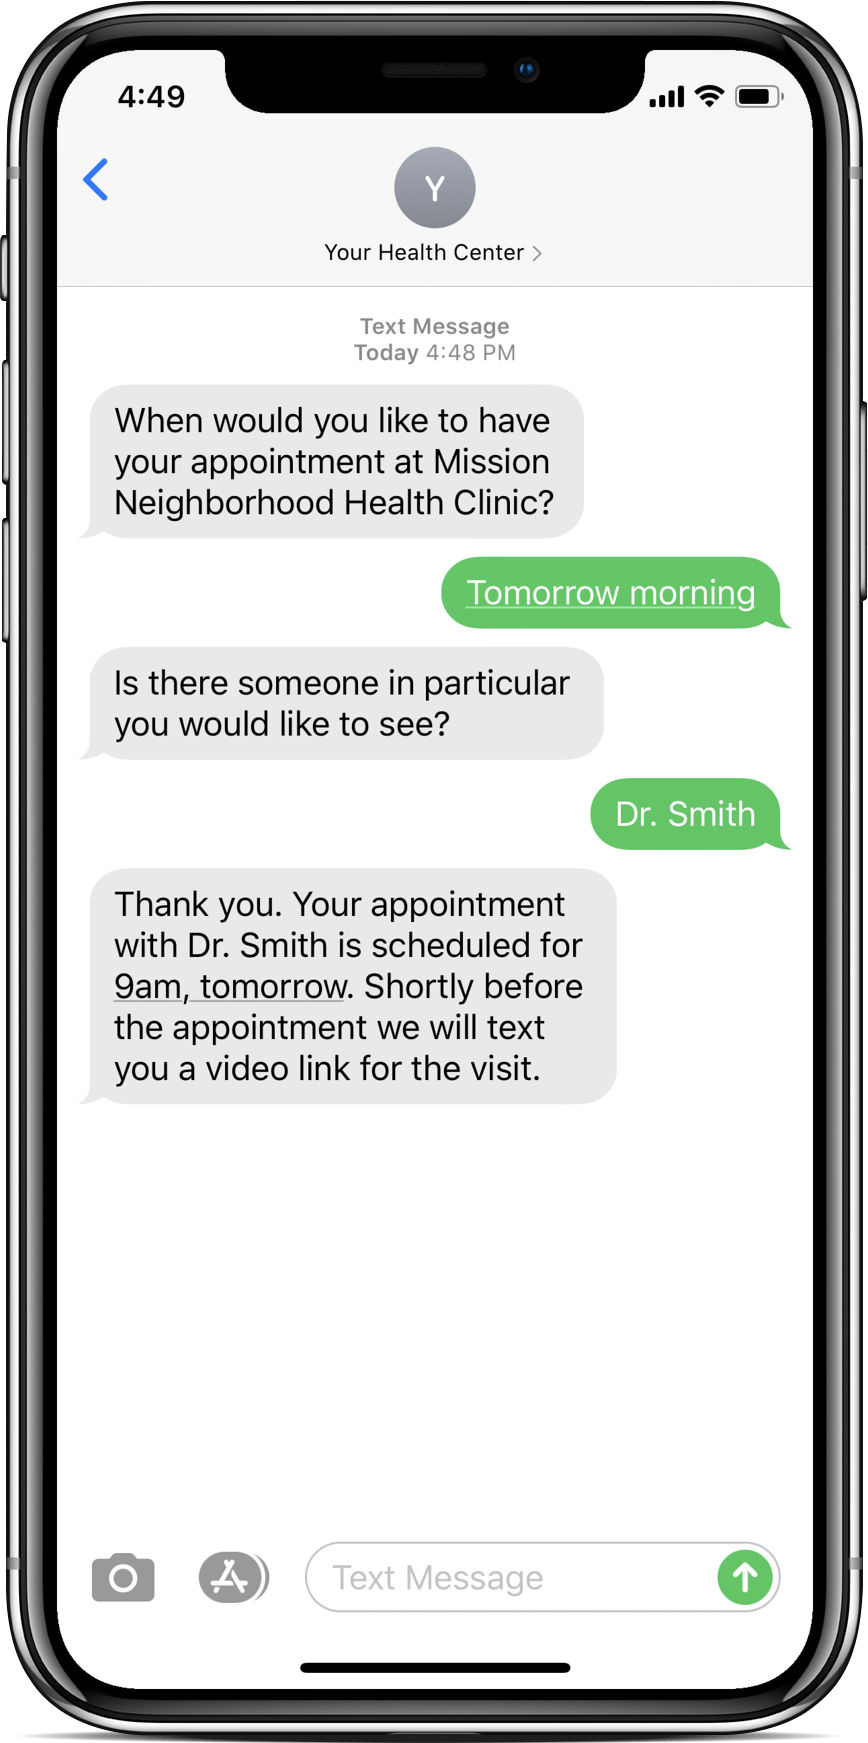 4:49
Y
Your Health Center
Text Message
Today 4:48 PM
When would you like to have
your appointment at Mission
Neighborhood Health Clinic?
Tomorrow morning
Is there someone in particular
you would like to see?
Dr. Smith
Thank you. Your appointment
with Dr. Smith is scheduled for
9am, tomorrow. Shortly before
the appointment we will text
you a video link for the visit.
Text Message